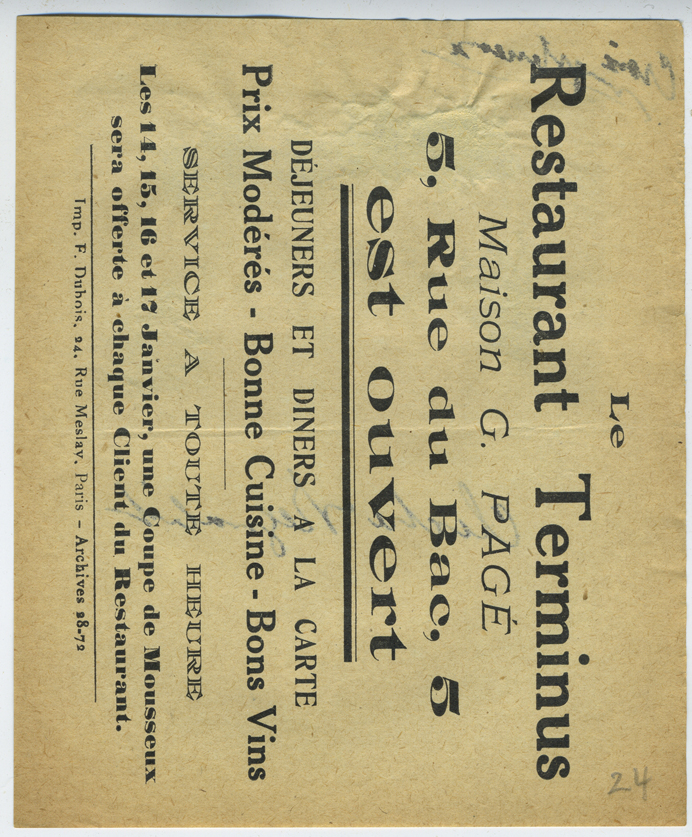 Le
Restaurant Terminus
Maison G. PAGÉ
5, Rue du Bac, 5
est ouvert
DÉJEUNERS ET DINERS A LA CARTE
Prix Modérés - Bonne Cuisine - Bons Vins
SERVICE A TOUTE HEURE
Les 14, 15, 16 et 17 Janvier, une Coupe de Mousseux
sera offerte à chaque Client du Restaurant.
Imp. F. Dubois, 94, Rue Meslay, Paris – Archives 28-72
24